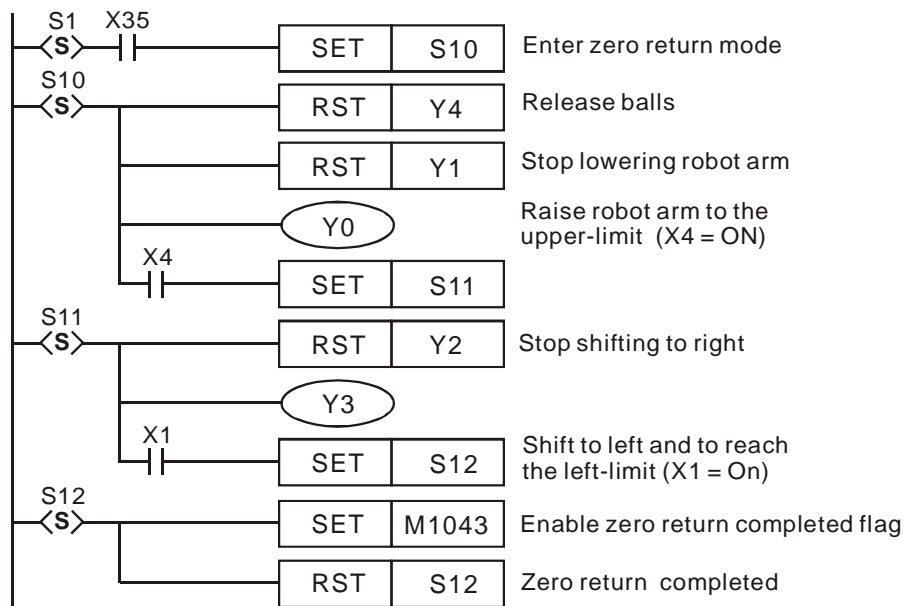 S1 X35
S SET S10 Enter zero return mode
S10
S RST Y4 Release balls
RST Y1 Stop lowering robot arm
Y0 Raise robot arm to the
upper-limit (X4 = ON)
X4
SET S11
S11
S RST Y2 Stop shifting to right
Y3
X1
SET S12 Shift to left and to reach
the left-limit (X1 = On)
S12
S SET M1043 Enable zero return completed flag
RST S12 Zero return completed